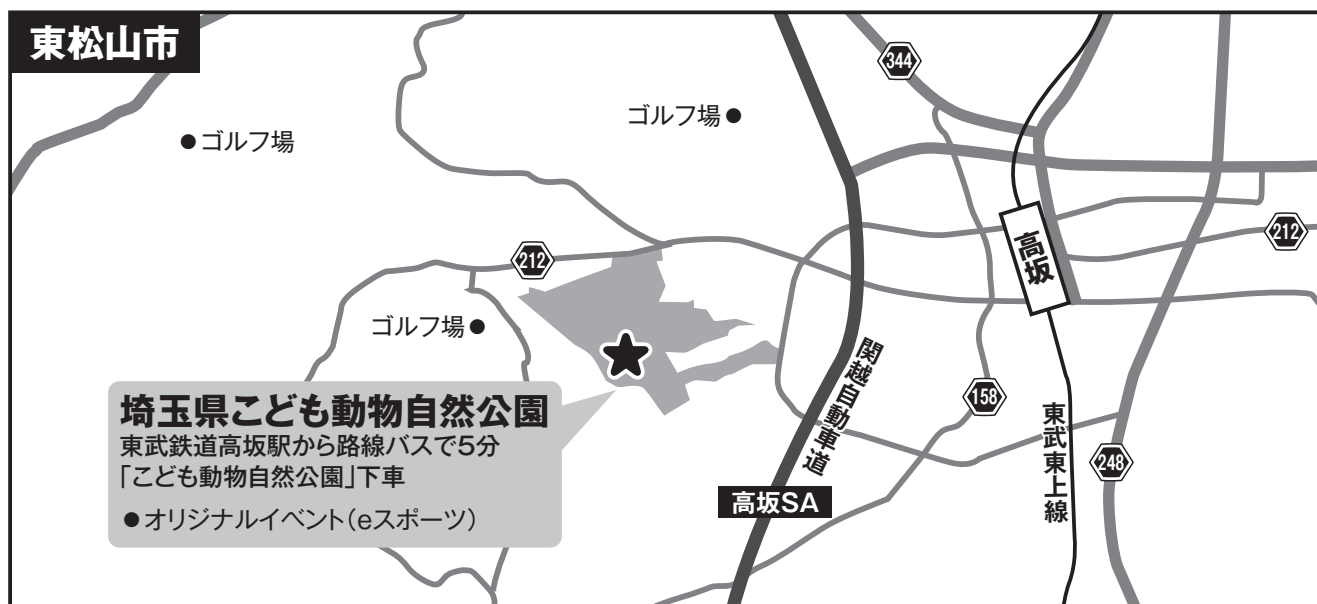 東松山市
344
ゴルフ場
ゴルフ場
212
212
高坂
ゴルフ場
関越自動車道
158
埼玉県こども動物自然公園
東武鉄道高坂駅から路線バスで5分
「こども動物自然公園」下車
●オリジナルイベント(eスポーツ)
東武東上線
248
高坂SA